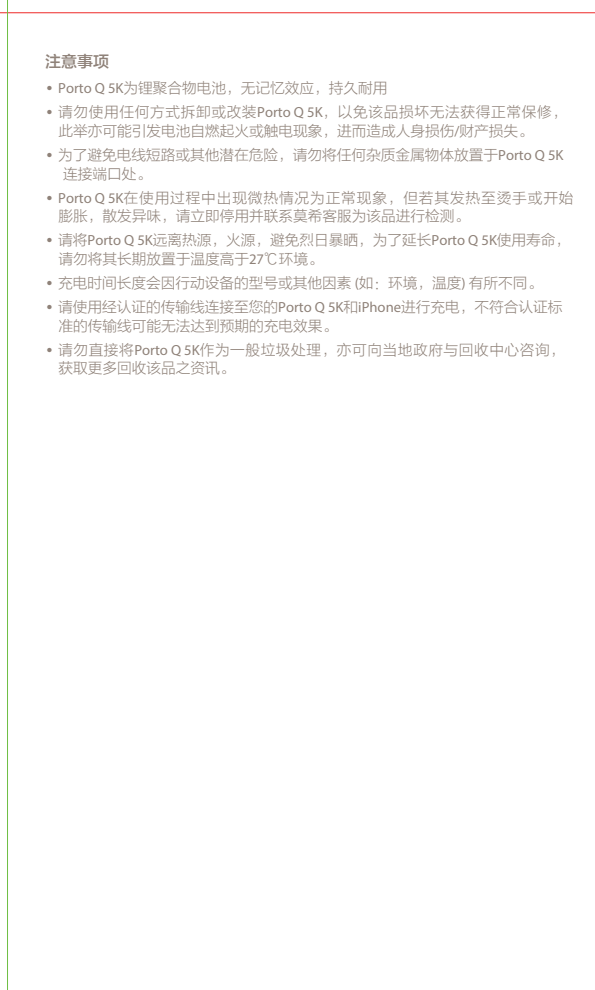 注意事项
• Porto Q 5K为锂聚合物电池，无记忆效应，持久耐用
• 请勿使用任何方式拆卸或改装Porto Q 5K，以免该品损坏无法获得正常保修，
此举亦可能引发电池自燃起火或触电现象，进而造成人身损伤/财产损失。
• 为了避免电线短路或其他潜在危险，请勿将任何杂质金属物体放置于Porto Q 5K
连接端口处。
• Porto Q 5K在使用过程中出现微热情况为正常现象，但若其发热至烫手或开始
膨胀，散发异味，请立即停用并联系莫希客服为该品进行检测。
• 请将Porto Q 5K远离热源，火源，避免烈日暴晒，为了延长Porto Q 5K使用寿命，
请勿将其长期放置于温度高于27℃环境。
• 充电时间长度会因行动设备的型号或其他因素 (如：环境，温度) 有所不同。
• 请使用经认证的传输线连接至您的Porto Q 5K和iPhone进行充电，不符合认证标
准的传输线可能无法达到预期的充电效果。
• 请勿直接将Porto Q 5K作为一般垃圾处理，亦可向当地政府与回收中心咨询，
获取更多回收该品之资讯。